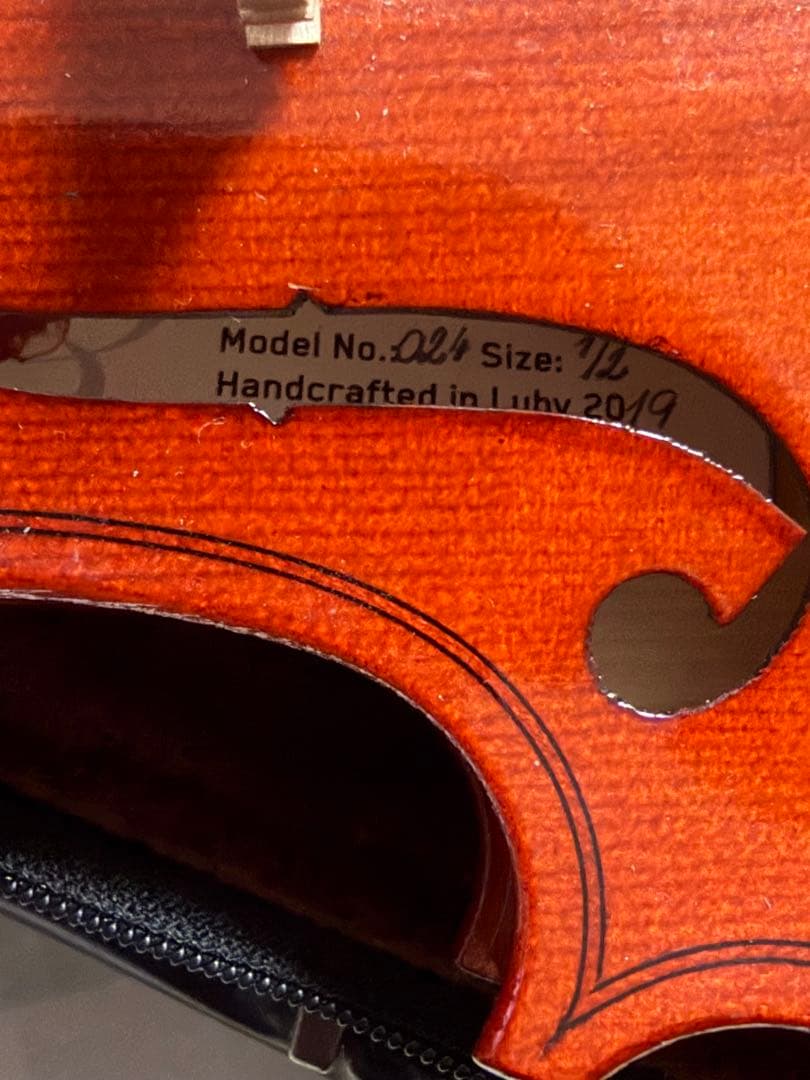 Model No.: 024 Size: 1/2
Handcrafted in Luby 2019